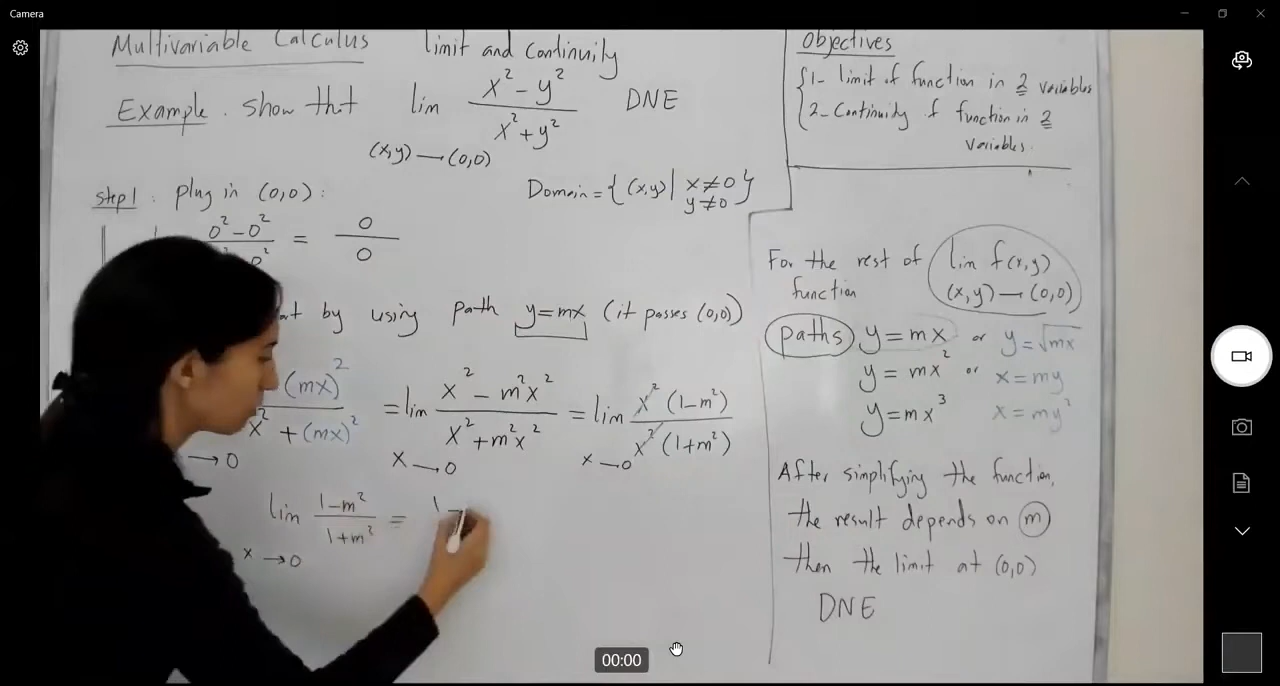 Camera
Multivariable Calculus limit and Continuity
Example . Show that lim x² - y² / x² + y² DNE
(x,y) → (0,0)
Domain = { (x,y) | x ≠ 0 }
y ≠ 0
step 1 : plug in (0,0) :
0² - 0² / 0² = 0 / 0
by using path y = mx (it passes (0,0))
(mx)² / x² + (mx)² = lim x² - m²x² / x² + m²x² = lim x² (1 - m²) / x² (1 + m²)
→ 0 x → 0 x → 0
lim 1 - m² / 1 + m² = 1 -
x → 0
Objectives
{ 1- limit of function in 2 variables
2- Continuity of function in 2
variables.
For the rest of lim f(x,y)
function (x,y) → (0,0)
paths y = mx or y = √mx
y = mx² or x = my
y = mx³ x = my²
After simplifying the function,
the result depends on m
then the limit at (0,0)
DNE
00:00